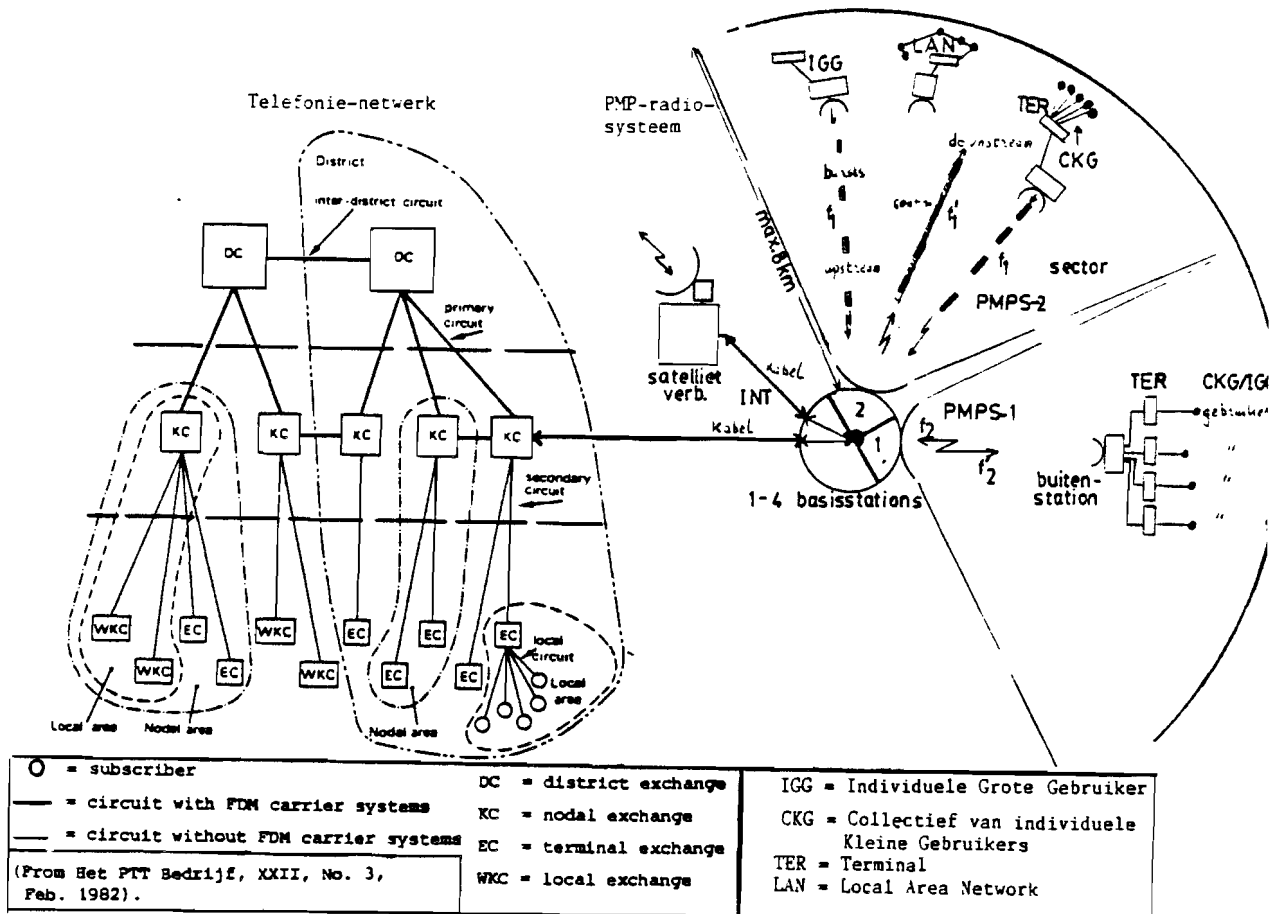 Telefonie-netwerk
District
inter-district circuit
DC
DC
primary
circuit
KC
KC
KC
KC
KC
secondary
circuit
WKC
EC
WKC
EC
EC
EC
WKC
EC
WKC
EC
EC
local
circuit
Local
area
Local area
Nodal area
Nodal area
PMP-radio-
systeem
IGG
LAN
TER
CKG
downstream
bursts
f1
f1'
upstream
f1
sector
PMPS-2
max. 8 km
satelliet
verb.
Kabel
INT
Kabel
2
1
PMPS-1
f2
f'2
1-4 basisstations
TER
CKG/IGG
gebruiker
"
"
"
buiten-
station
O = subscriber
= circuit with FDM carrier systems
= circuit without FDM carrier systems
(From Het PTT Bedrijf, XXII, No. 3,
Feb. 1982).
DC = district exchange
KC = nodal exchange
EC = terminal exchange
WKC = local exchange
IGG = Individuele Grote Gebruiker
CKG = Collectief van individuele
Kleine Gebruikers
TER = Terminal
LAN = Local Area Network